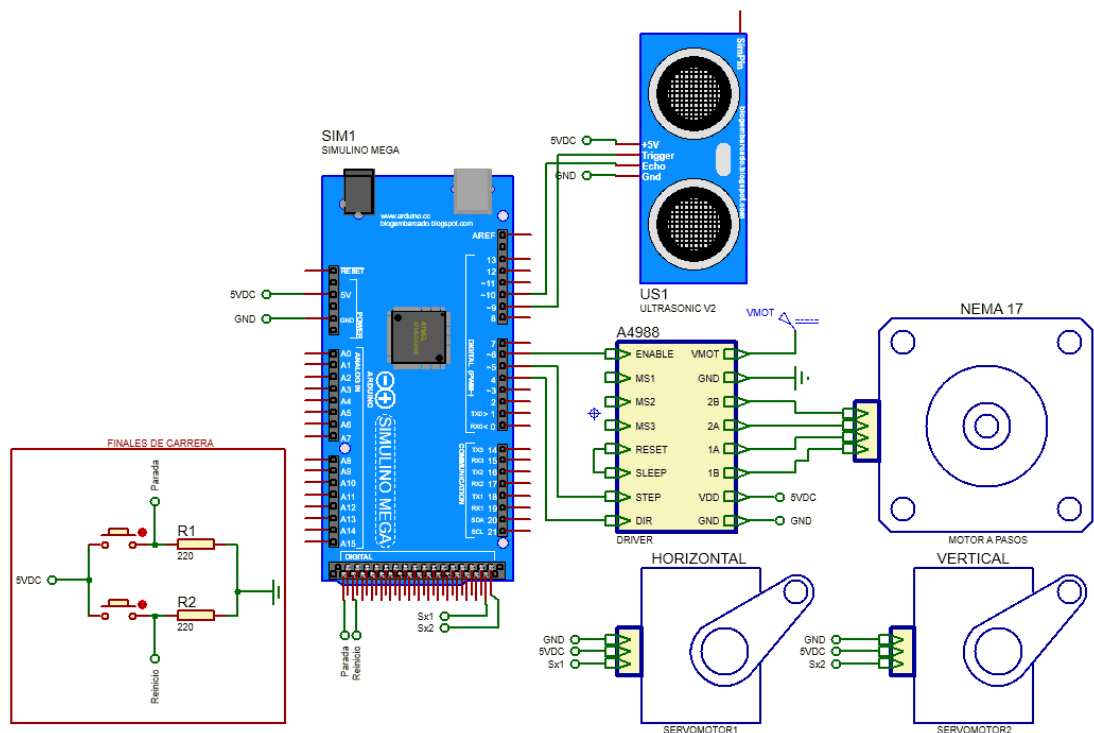 SIM1
SIMULINO MEGA
www.arduino.cc
blogembarcado.blogspot.com
AREF
RESET
5V
GND
POWER
5VDC
GND
13
12
~11
~10
~9
8
7
~6
~5
4
~3
2
TX0> 1
RX0< 0
DIGITAL (PWM~)
A0
A1
A2
A3
A4
A5
A6
A7
ANALOG IN
A8
A9
A10
A11
A12
A13
A14
A15
ARDUINO
SIMULINO MEGA
TX3 14
RX3 15
TX2 16
RX2 17
TX1 18
RX1 19
SDA 20
SCL 21
COMMUNICATION
DIGITAL
Parada
Reinicio
Sx1
Sx2
SimPin
blogembarcado.blogspot.com
5VDC
GND
+5V
Trigger
Echo
Gnd
US1
ULTRASONIC V2
A4988
ENABLE
MS1
MS2
MS3
RESET
SLEEP
STEP
DIR
VMOT
GND
2B
2A
1A
1B
VDD
GND
DRIVER
VMOT
5VDC
GND
NEMA 17
MOTOR A PASOS
FINALES DE CARRERA
Parada
R1
220
5VDC
R2
220
Reinicio
HORIZONTAL
GND
5VDC
Sx1
SERVOMOTOR1
VERTICAL
GND
5VDC
Sx2
SERVOMOTOR2